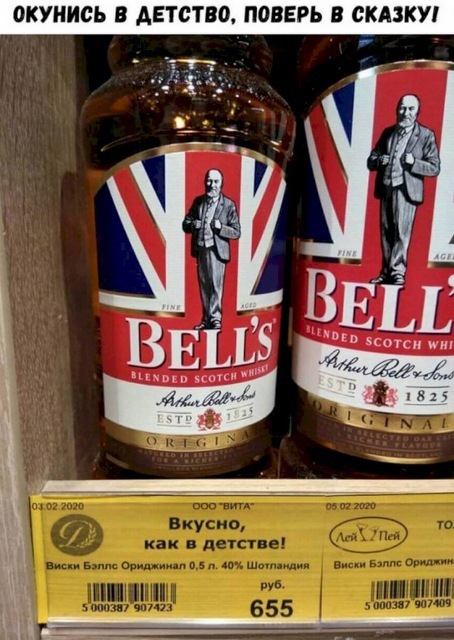 ОКУНИСЬ В ДЕТСТВО, ПОВЕРЬ В СКАЗКУ!
FINE AGED
BELL'S
BLENDED SCOTCH WHISKY
Arthur Bell & Sons
ESTD 1825
ORIGINA
FINE AGE
BELL'
BLENDED SCOTCH WHI
Arthur Bell & Sons
ESTD 1825
ORIGINAL
03.02.2020 ООО "ВИТА"
Вкусно,
как в детстве!
Виски Бэллс Ориджинал 0,5 л. 40% Шотландия
руб.
5 000387 907423
655
05.02.2020
ТО
Лей Пей
Виски Бэллс Ориджин
5 000387 907409